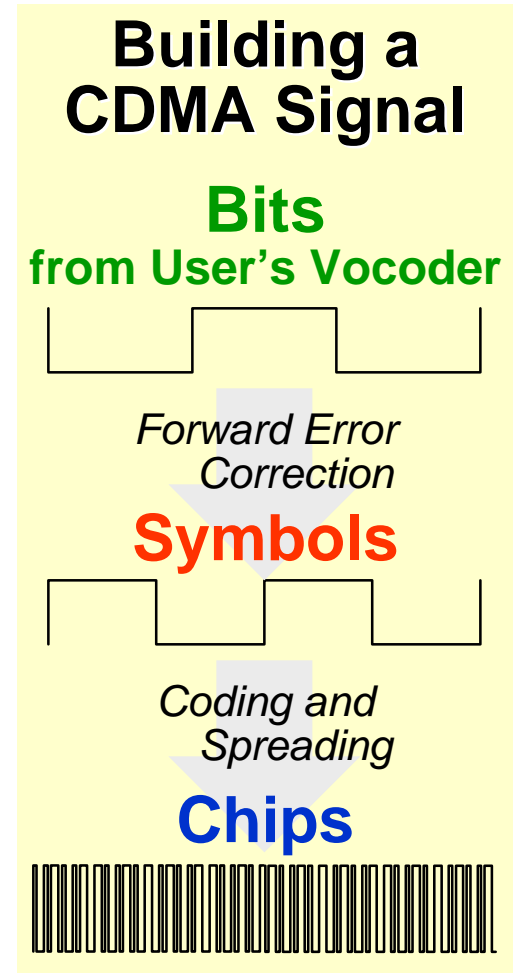 Building a
CDMA Signal
Bits
from User's Vocoder
Forward Error
Correction
Symbols
Coding and
Spreading
Chips